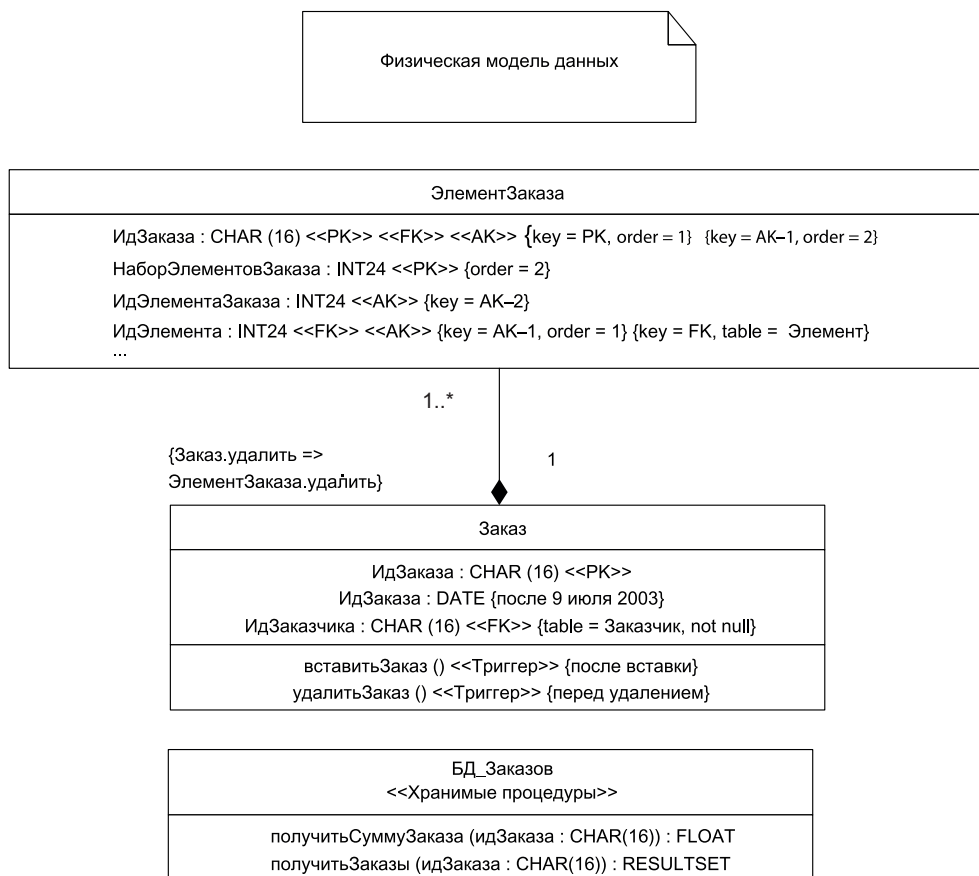 Физическая модель данных
ЭлементЗаказа
ИдЗаказа : CHAR (16) <<PK>> <<FK>> <<AK>> {key = PK, order = 1} {key = AK–1, order = 2}
НаборЭлементовЗаказа : INT24 <<PK>> {order = 2}
ИдЭлементаЗаказа : INT24 <<AK>> {key = AK–2}
ИдЭлемента : INT24 <<FK>> <<AK>> {key = AK–1, order = 1} {key = FK, table = Элемент}
...
1..*
{Заказ.удалить =>
ЭлементЗаказа.удалить}
1
Заказ
ИдЗаказа : CHAR (16) <<PK>>
ИдЗаказа : DATE {после 9 июля 2003}
ИдЗаказчика : CHAR (16) <<FK>> {table = Заказчик, not null}
вставитьЗаказ () <<Триггер>> {после вставки}
удалитьЗаказ () <<Триггер>> {перед удалением}
БД_Заказов
<<Хранимые процедуры>>
получитьСуммуЗаказа (идЗаказа : CHAR(16)) : FLOAT
получитьЗаказы (идЗаказа : CHAR(16)) : RESULTSET